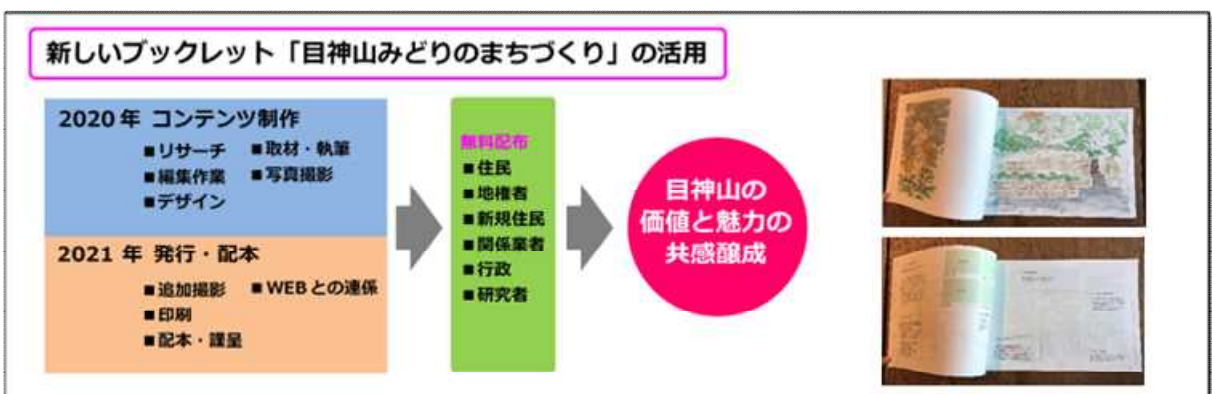 新しいブックレット「目神山みどりのまちづくり」の活用
2020年 コンテンツ制作
■リサーチ ■取材・執筆
■編集作業 ■写真撮影
■デザイン
2021 年 発行・配本
■追加撮影 ■WEBとの連係
■印刷
■配本・謹呈
無料配布
■住民
■地権者
■新規住民
■関係業者
■行政
■研究者
目神山の
価値と魅力の
共感醸成